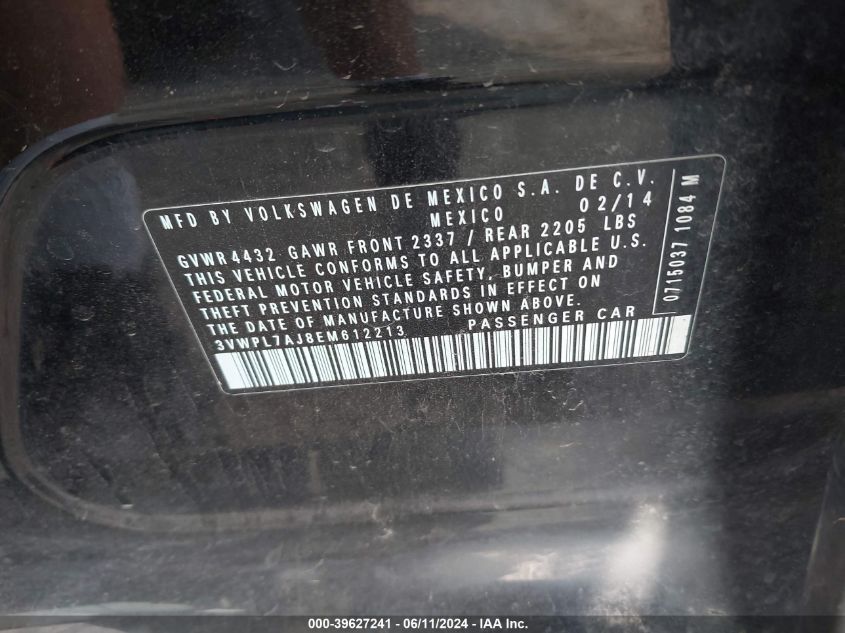 MFD BY VOLKSWAGEN DE MEXICO S.A. DE C.V.
MEXICO 02/14
GVWR 4432 GAWR FRONT 2337 / REAR 2205 LBS
THIS VEHICLE CONFORMS TO ALL APPLICABLE U.S.
FEDERAL MOTOR VEHICLE SAFETY, BUMPER AND
THEFT PREVENTION STANDARDS IN EFFECT ON
THE DATE OF MANUFACTURE SHOWN ABOVE.
3VWPL7AJ8EM612213 PASSENGER CAR
0715037 1084 M
000-39627241 - 06/11/2024 - IAA Inc.